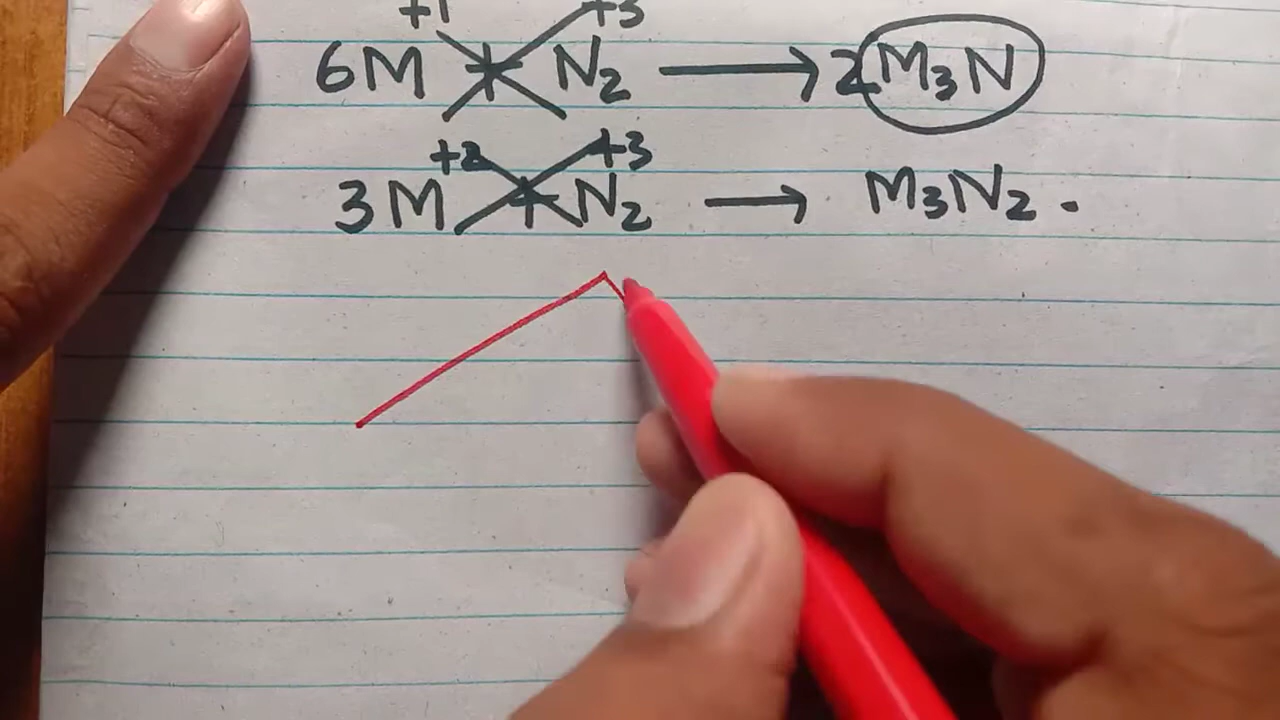 +1 +3
6M + N₂ ⟶ 2M₃N
+2 +3
3M + N₂ → M₃N₂.